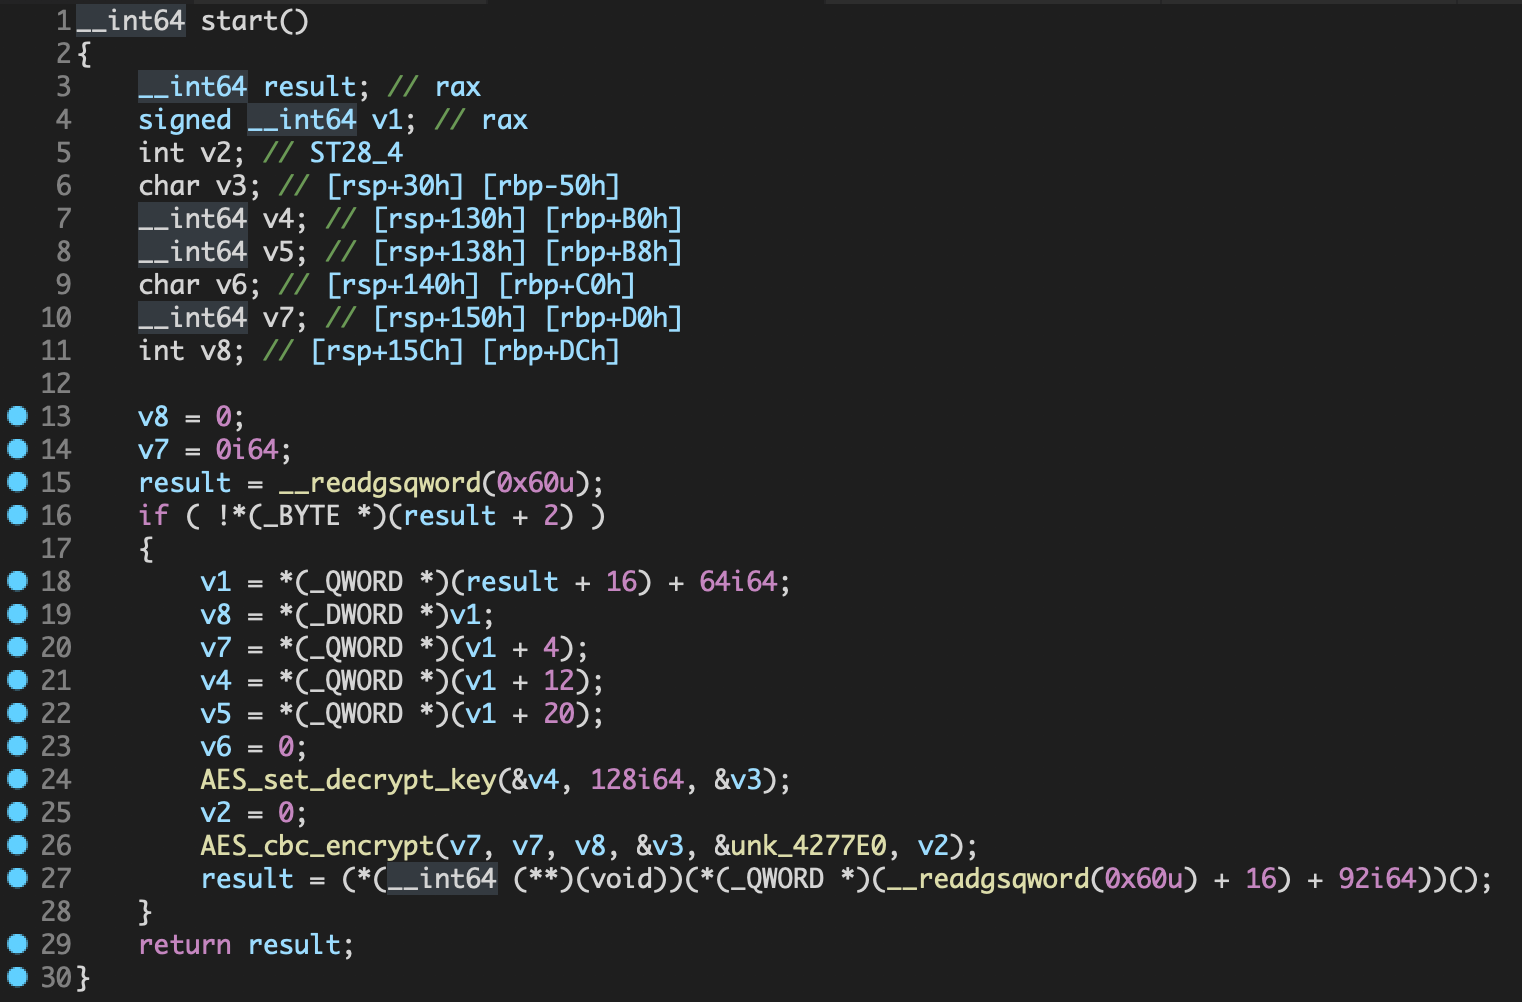 1 __int64 start()
2 {
3 __int64 result; // rax
4 signed __int64 v1; // rax
5 int v2; // ST28_4
6 char v3; // [rsp+30h] [rbp-50h]
7 __int64 v4; // [rsp+130h] [rbp+B0h]
8 __int64 v5; // [rsp+138h] [rbp+B8h]
9 char v6; // [rsp+140h] [rbp+C0h]
10 __int64 v7; // [rsp+150h] [rbp+D0h]
11 int v8; // [rsp+15Ch] [rbp+DCh]
12
13 v8 = 0;
14 v7 = 0i64;
15 result = __readgsqword(0x60u);
16 if ( !*(_BYTE *)(result + 2) )
17 {
18 v1 = *(_QWORD *)(result + 16) + 64i64;
19 v8 = *(_DWORD *)v1;
20 v7 = *(_QWORD *)(v1 + 4);
21 v4 = *(_QWORD *)(v1 + 12);
22 v5 = *(_QWORD *)(v1 + 20);
23 v6 = 0;
24 AES_set_decrypt_key(&v4, 128i64, &v3);
25 v2 = 0;
26 AES_cbc_encrypt(v7, v7, v8, &v3, &unk_4277E0, v2);
27 result = (*(__int64 (**)(void))(*(_QWORD *)(__readgsqword(0x60u) + 16) + 92i64))();
28 }
29 return result;
30 }